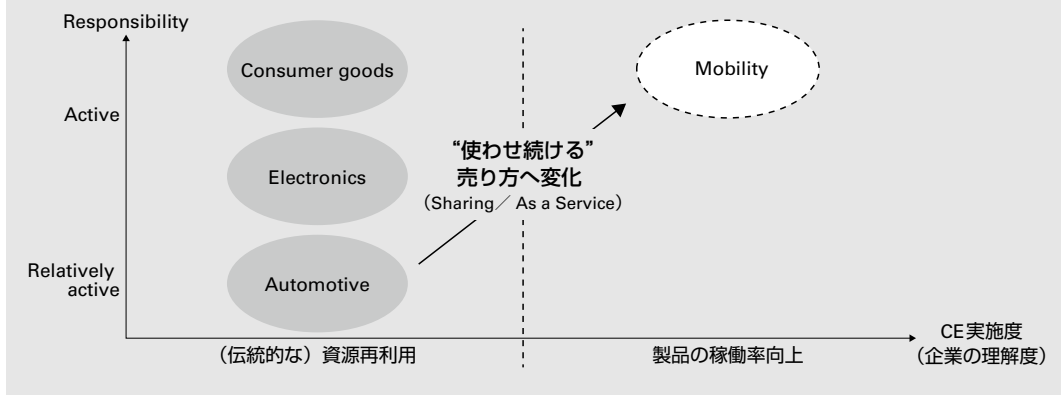 Responsibility
Consumer goods
Mobility
Active
“使わせ続ける”
売り方へ変化
（Sharing／As a Service）
Electronics
Relatively
active
Automotive
（伝統的な）資源再利用
製品の稼働率向上
CE実施度
（企業の理解度）